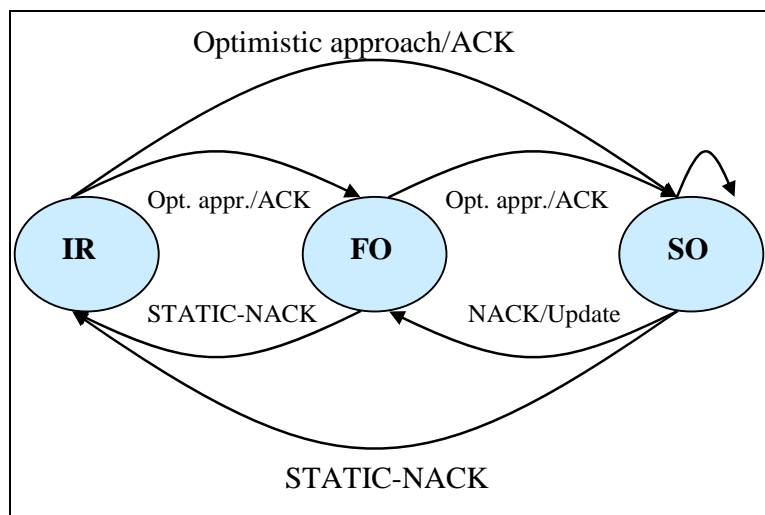 Optimistic approach/ACK
Opt. appr./ACK
Opt. appr./ACK
IR
FO
SO
STATIC-NACK
NACK/Update
STATIC-NACK